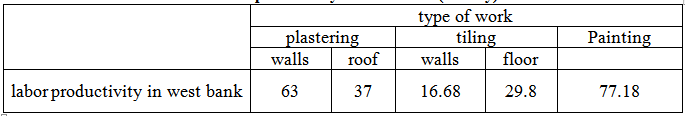 type of work
plastering tiling Painting
walls roof walls floor
labor productivity in west bank 63 37 16.68 29.8 77.18